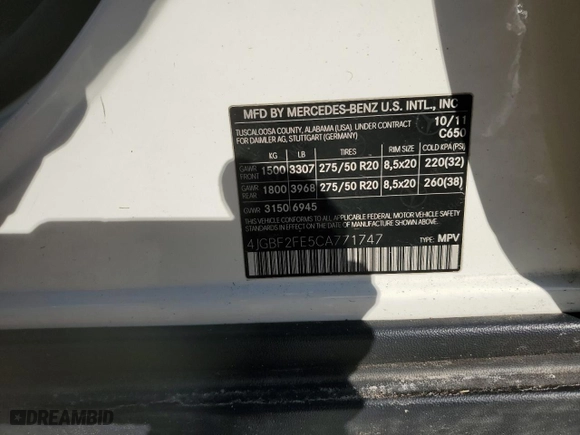 MFD BY MERCEDES-BENZ U.S. INTL., INC
TUSCALOOSA COUNTY, ALABAMA (USA). UNDER CONTRACT 10/11
FOR DAIMLER AG, STUTTGART (GERMANY) C650
KG LB TIRES RIM SIZE COLD KPA (PSI)
GAWR FRONT 1500 3307 275/50 R20 8,5x20 220(32)
GAWR REAR 1800 3968 275/50 R20 8,5x20 260(38)
GVWR 3150 6945
THIS VEHICLE CONFORMS TO ALL APPLICABLE FEDERAL MOTOR VEHICLE SAFETY
STANDARDS IN EFFECT ON THE DATE OF MANUFACTURE SHOWN ABOVE.
4JGBF2FE5CA771747 TYPE: MPV
DREAMBID